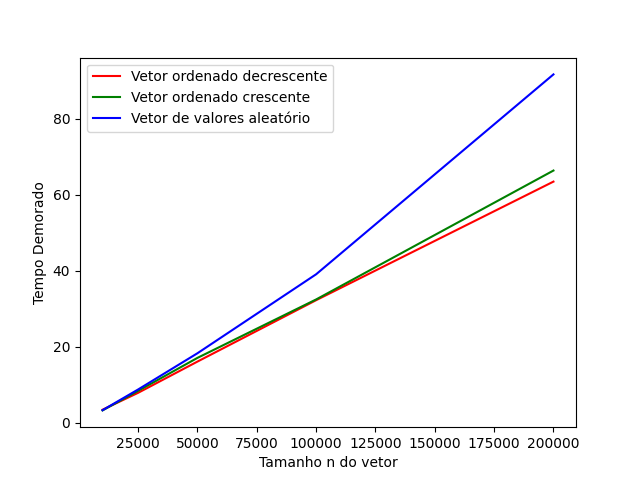 Vetor ordenado decrescente
Vetor ordenado crescente
Vetor de valores aleatório
80
60
40
20
0
Tempo Demorado
25000 50000 75000 100000 125000 150000 175000 200000
Tamanho n do vetor